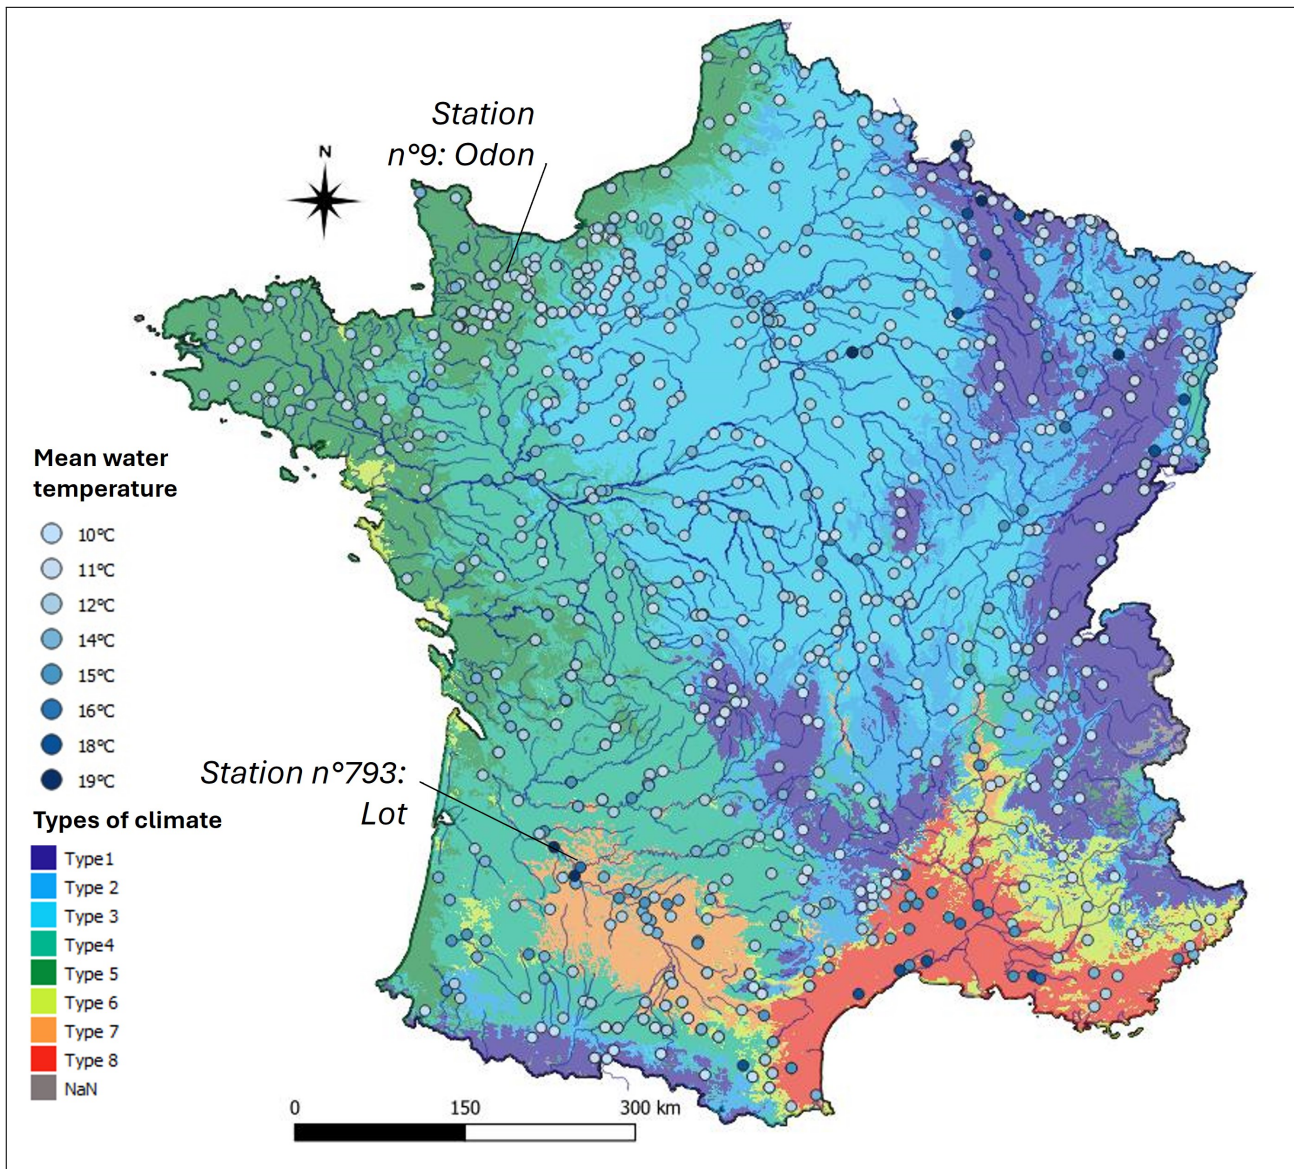 Station
n°9: Odon
N
Mean water
temperature
10°C
11°C
12°C
14°C
15°C
16°C
18°C
19°C
Station n°793:
Lot
Types of climate
Type1
Type 2
Type 3
Type4
Type 5
Type 6
Type 7
Type 8
NaN
0 150 300 km